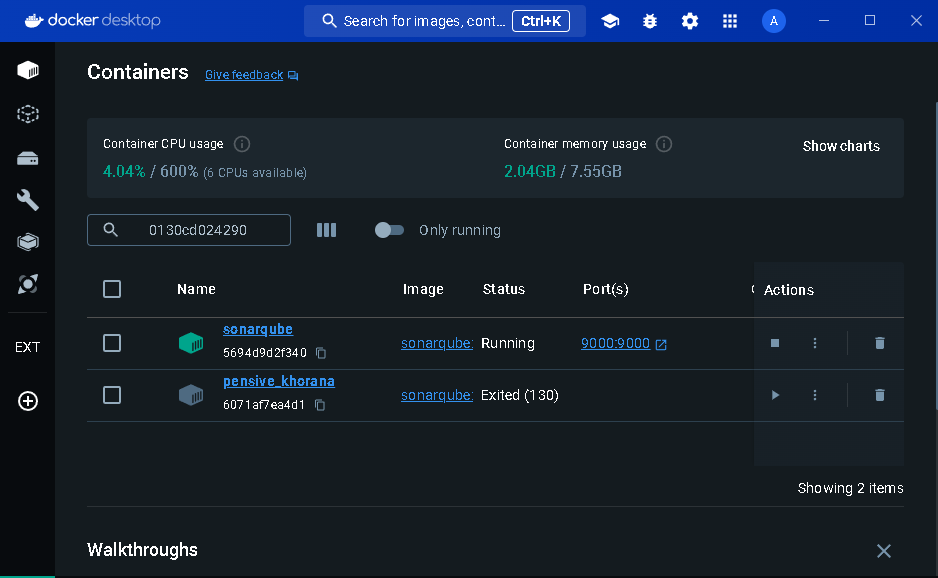 docker desktop
Search for images, cont... Ctrl+K
A
Containers Give feedback
Container CPU usage
4.04% / 600% (6 CPUs available)
Container memory usage
2.04GB / 7.55GB
Show charts
0130cd024290
Only running
Name Image Status Port(s) Actions
sonarqube
5694d9d2f340
sonarqube: Running 9000:9000
pensive_khorana
6071af7ea4d1
sonarqube: Exited (130)
EXT
Showing 2 items
Walkthroughs